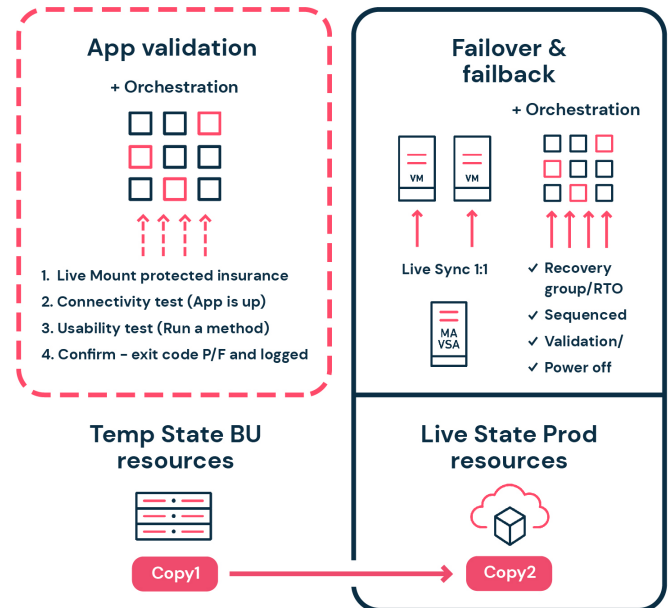 App validation
+ Orchestration
1. Live Mount protected insurance
2. Connectivity test (App is up)
3. Usability test (Run a method)
4. Confirm - exit code P/F and logged
Failover &
failback
+ Orchestration
VM
VM
Live Sync 1:1
MA
VSA
Recovery
group/RTO
Sequenced
Validation/
Power off
Temp State BU
resources
Copy1
Live State Prod
resources
Copy2